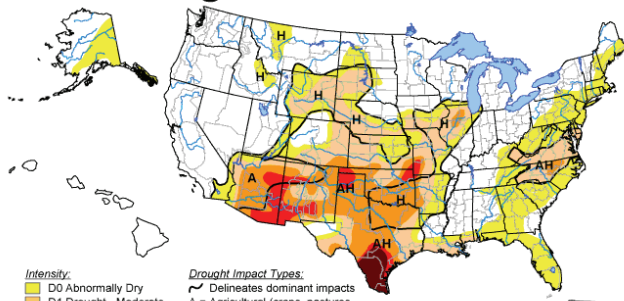 H
H
H
H
H
A
AH
H
AH
AH
Intensity:
D0 Abnormally Dry
Drought Impact Types:
Delineates dominant impacts
D1 Drought - Moderate
A = Agricultural (crops, pastures